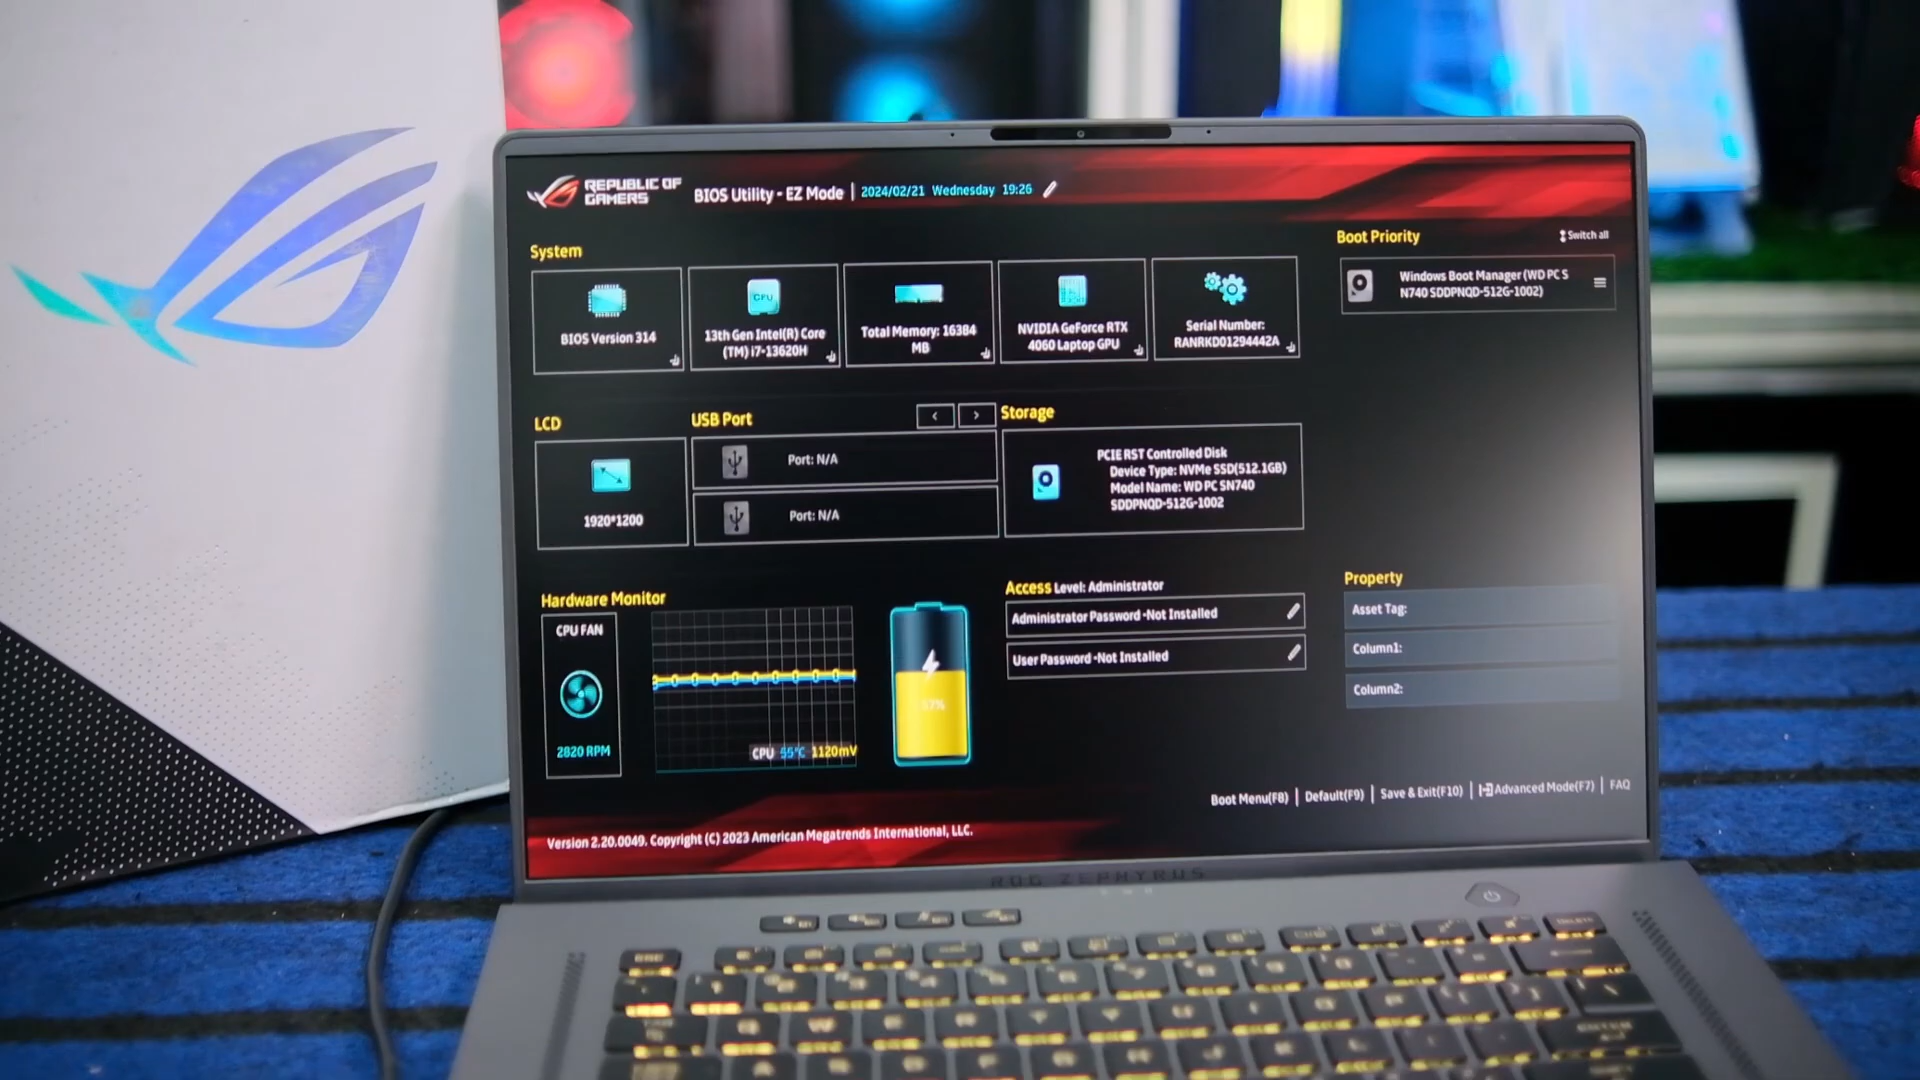 REPUBLIC OF
GAMERS
BIOS Utility - EZ Mode
2024/02/21 Wednesday 19:26
System
BIOS Version 314
13th Gen Intel(R) Core
(TM) i7-13620H
Total Memory: 16384
MB
NVIDIA GeForce RTX
4060 Laptop GPU
Serial Number:
RANRKD01294442A
Boot Priority
Switch all
Windows Boot Manager (WD PC S
N740 SDDPNQD-512G-1002)
LCD
1920*1200
USB Port
Port: N/A
Port: N/A
Storage
PCIE RST Controlled Disk
Device Type: NVMe SSD(512.1GB)
Model Name: WD PC SN740
SDDPNQD-512G-1002
Hardware Monitor
CPU FAN
2820 RPM
CPU 55°C 1120mV
Access Level: Administrator
Administrator Password -Not Installed
User Password -Not Installed
Property
Asset Tag:
Column1:
Column2:
Boot Menu(F8) | Default(F9) | Save & Exit(F10) | Advanced Mode(F7) | FAQ
Version 2.20.0049. Copyright (C) 2023 American Megatrends International, LLC.
ROG ZEPHYRUS